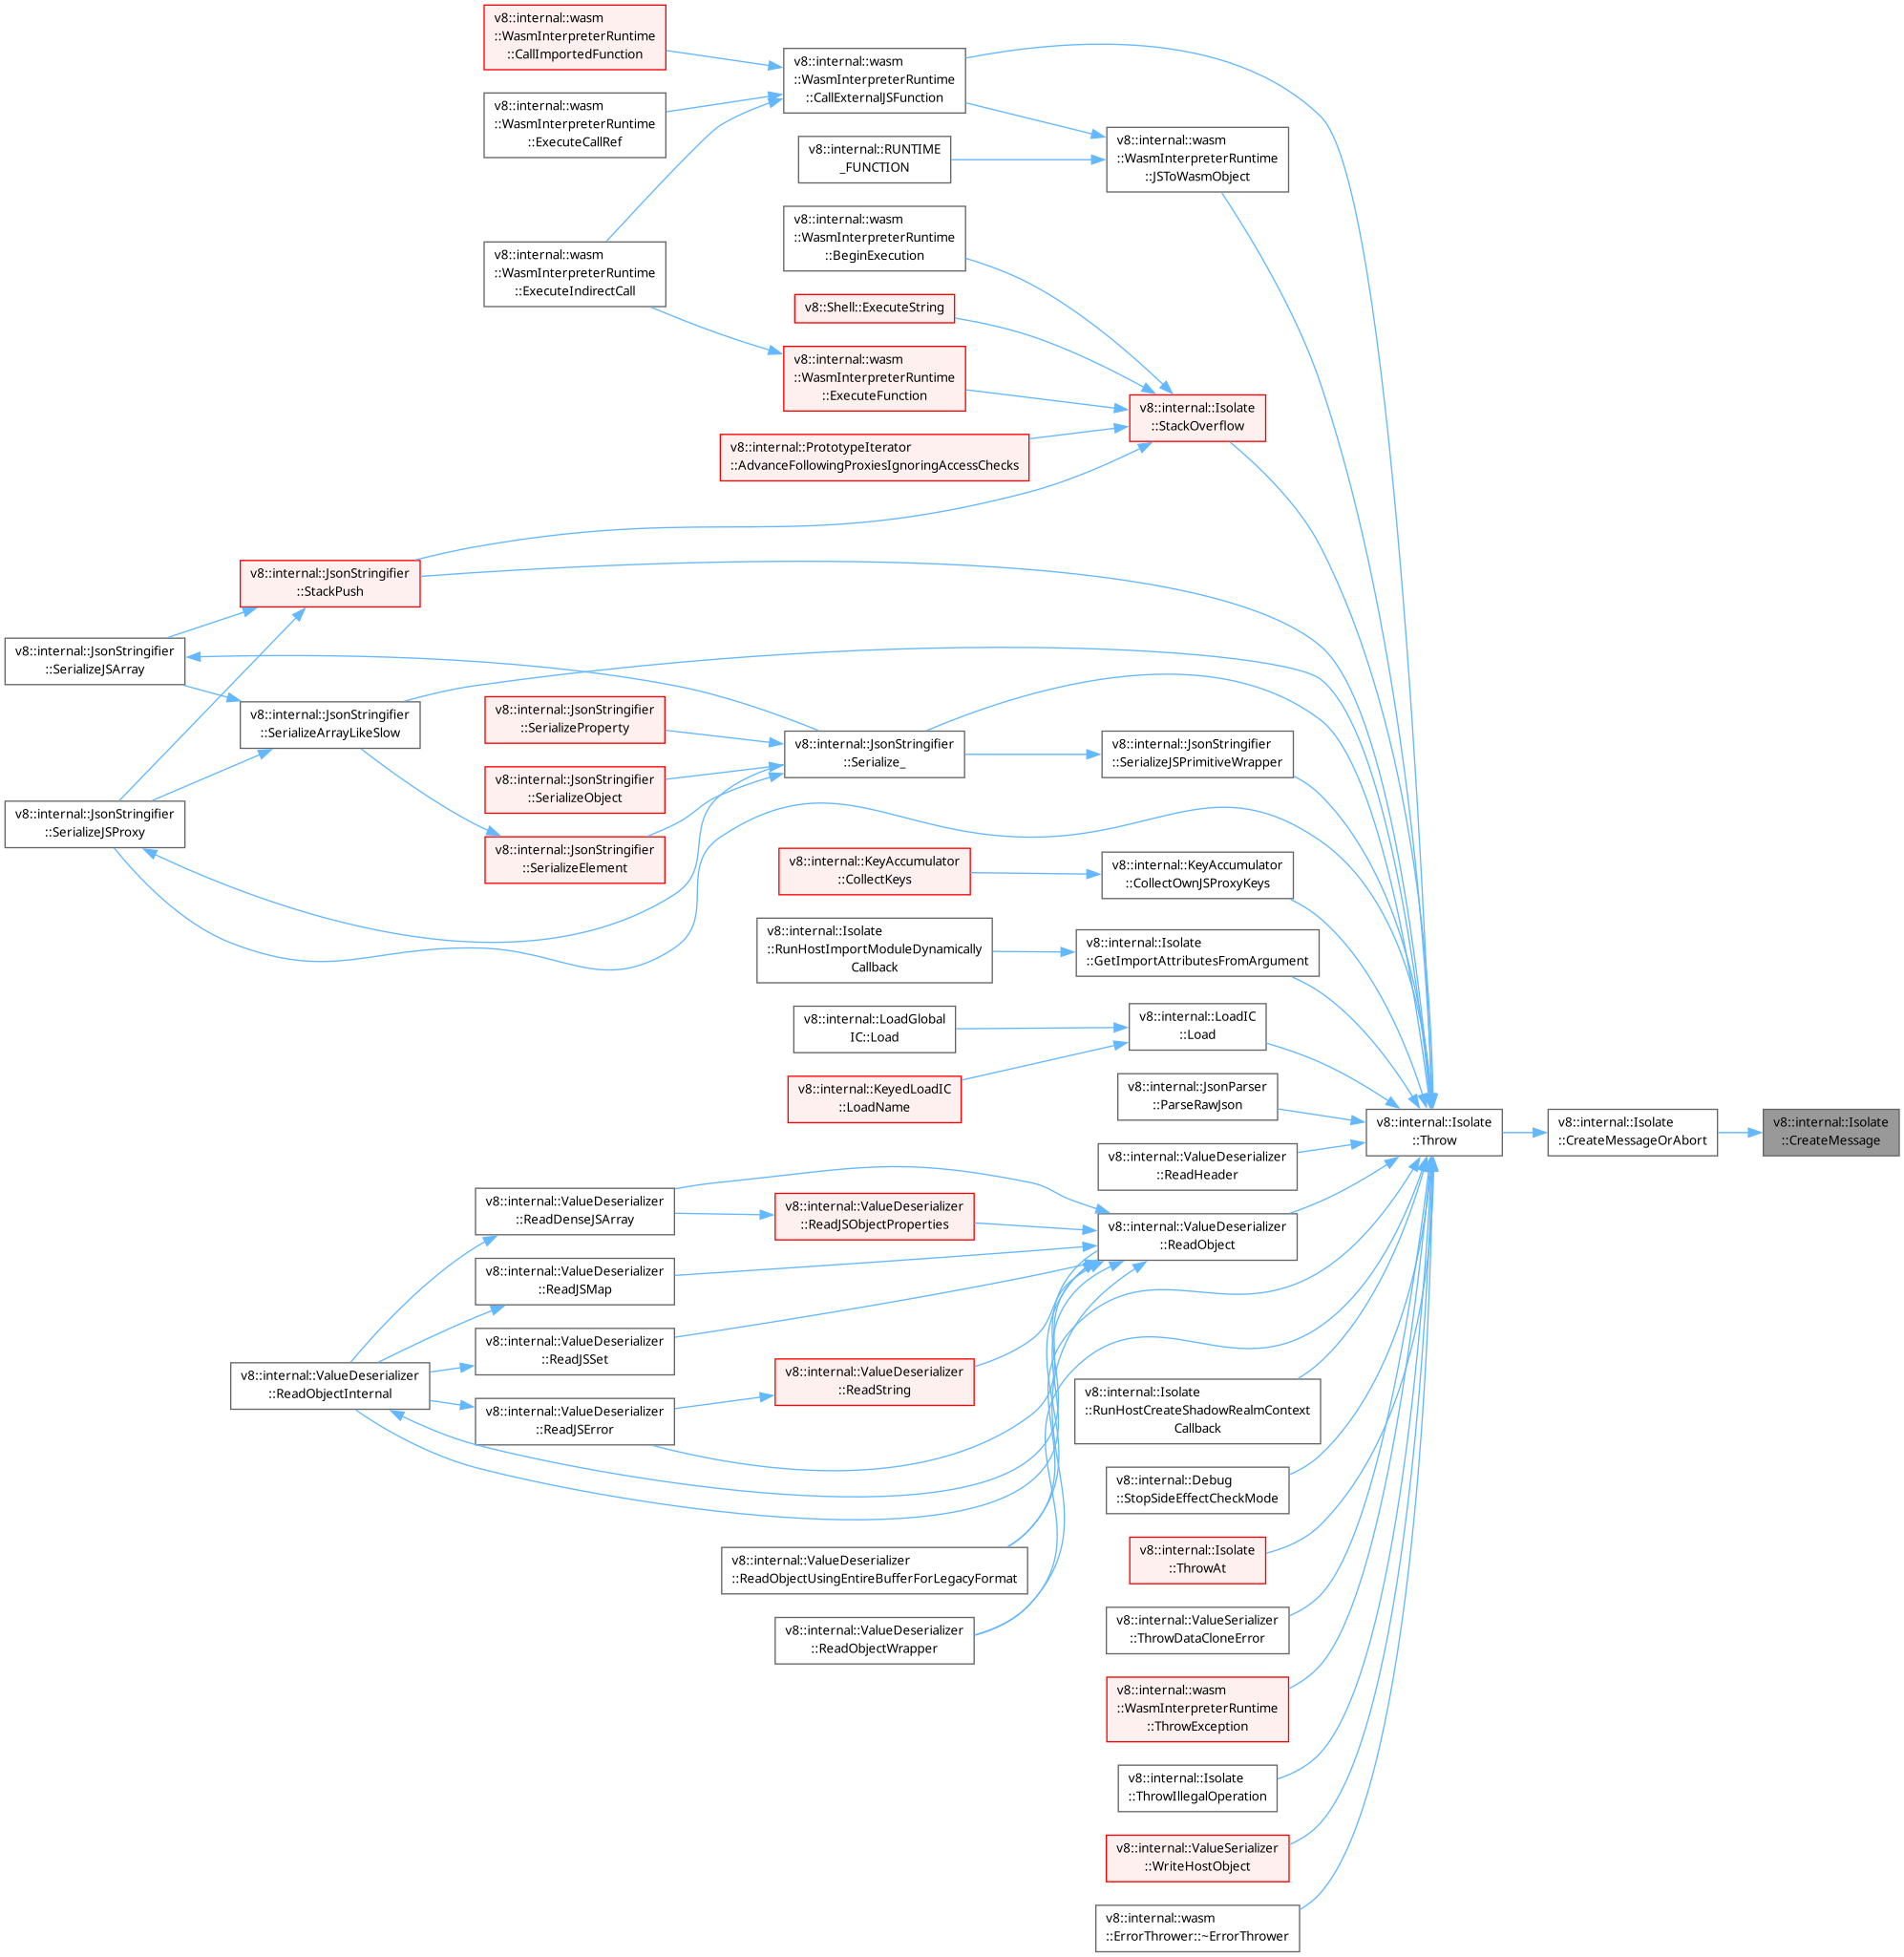 v8::internal::wasm
::WasmInterpreterRuntime
::CallImportedFunction
v8::internal::wasm
::WasmInterpreterRuntime
::CallExternalJSFunction
v8::internal::wasm
::WasmInterpreterRuntime
::ExecuteCallRef
v8::internal::RUNTIME
_FUNCTION
v8::internal::wasm
::WasmInterpreterRuntime
::JSToWasmObject
v8::internal::wasm
::WasmInterpreterRuntime
::BeginExecution
v8::internal::wasm
::WasmInterpreterRuntime
::ExecuteIndirectCall
v8::Shell::ExecuteString
v8::internal::wasm
::WasmInterpreterRuntime
::ExecuteFunction
v8::internal::Isolate
::StackOverflow
v8::internal::PrototypeIterator
::AdvanceFollowingProxiesIgnoringAccessChecks
v8::internal::JsonStringifier
::StackPush
v8::internal::JsonStringifier
::SerializeJSArray
v8::internal::JsonStringifier
::SerializeArrayLikeSlow
v8::internal::JsonStringifier
::SerializeProperty
v8::internal::JsonStringifier
::Serialize_
v8::internal::JsonStringifier
::SerializeJSPrimitiveWrapper
v8::internal::JsonStringifier
::SerializeObject
v8::internal::JsonStringifier
::SerializeJSProxy
v8::internal::JsonStringifier
::SerializeElement
v8::internal::KeyAccumulator
::CollectKeys
v8::internal::KeyAccumulator
::CollectOwnJSProxyKeys
v8::internal::Isolate
::RunHostImportModuleDynamically
Callback
v8::internal::Isolate
::GetImportAttributesFromArgument
v8::internal::LoadGlobal
IC::Load
v8::internal::LoadIC
::Load
v8::internal::KeyedLoadIC
::LoadName
v8::internal::JsonParser
::ParseRawJson
v8::internal::Isolate
::Throw
v8::internal::Isolate
::CreateMessageOrAbort
v8::internal::Isolate
::CreateMessage
v8::internal::ValueDeserializer
::ReadHeader
v8::internal::ValueDeserializer
::ReadDenseJSArray
v8::internal::ValueDeserializer
::ReadJSObjectProperties
v8::internal::ValueDeserializer
::ReadObject
v8::internal::ValueDeserializer
::ReadJSMap
v8::internal::ValueDeserializer
::ReadJSSet
v8::internal::ValueDeserializer
::ReadObjectInternal
v8::internal::ValueDeserializer
::ReadString
v8::internal::ValueDeserializer
::ReadJSError
v8::internal::Isolate
::RunHostCreateShadowRealmContext
Callback
v8::internal::Debug
::StopSideEffectCheckMode
v8::internal::ValueDeserializer
::ReadObjectUsingEntireBufferForLegacyFormat
v8::internal::Isolate
::ThrowAt
v8::internal::ValueDeserializer
::ReadObjectWrapper
v8::internal::ValueSerializer
::ThrowDataCloneError
v8::internal::wasm
::WasmInterpreterRuntime
::ThrowException
v8::internal::Isolate
::ThrowIllegalOperation
v8::internal::ValueSerializer
::WriteHostObject
v8::internal::wasm
::ErrorThrower::~ErrorThrower